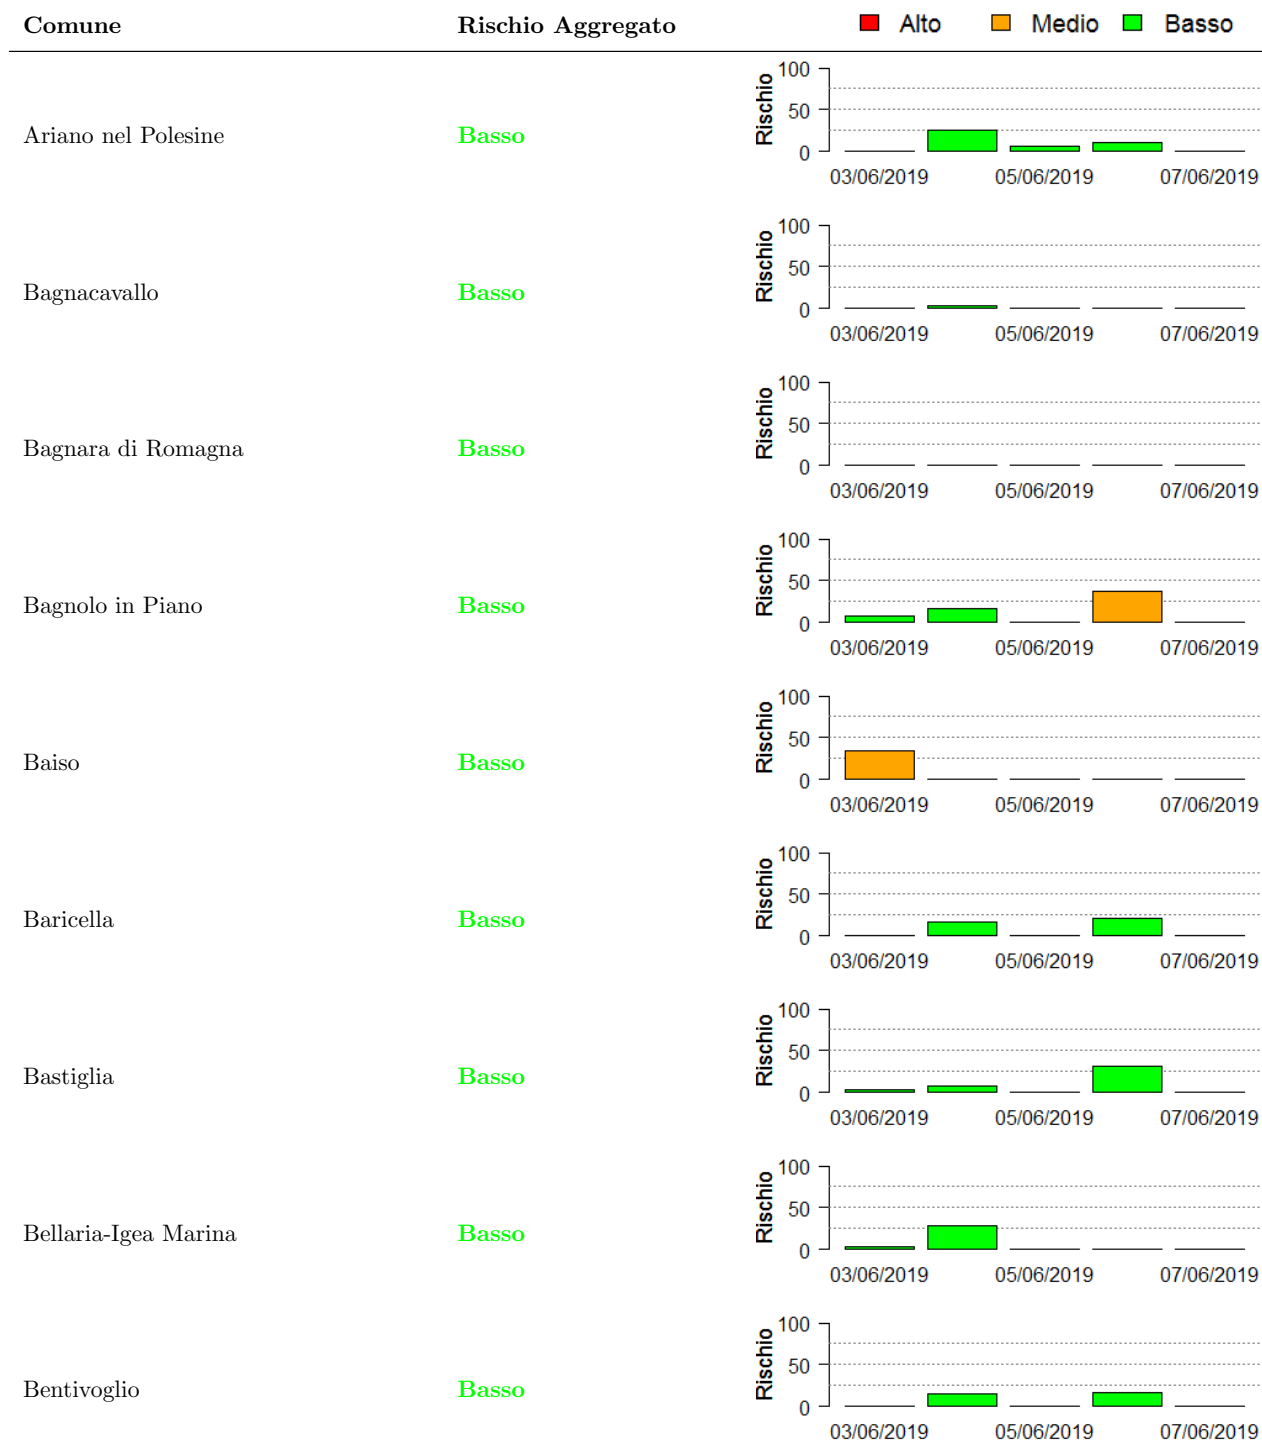 Comune Rischio Aggregato Alto Medio Basso
Ariano nel Polesine Basso Rischio 100 50 0
03/06/2019 05/06/2019 07/06/2019
Bagnacavallo Basso Rischio 100 50 0
03/06/2019 05/06/2019 07/06/2019
Bagnara di Romagna Basso Rischio 100 50 0
03/06/2019 05/06/2019 07/06/2019
Bagnolo in Piano Basso Rischio 100 50 0
03/06/2019 05/06/2019 07/06/2019
Baiso Basso Rischio 100 50 0
03/06/2019 05/06/2019 07/06/2019
Baricella Basso Rischio 100 50 0
03/06/2019 05/06/2019 07/06/2019
Bastiglia Basso Rischio 100 50 0
03/06/2019 05/06/2019 07/06/2019
Bellaria-Igea Marina Basso Rischio 100 50 0
03/06/2019 05/06/2019 07/06/2019
Bentivoglio Basso Rischio 100 50 0
03/06/2019 05/06/2019 07/06/2019